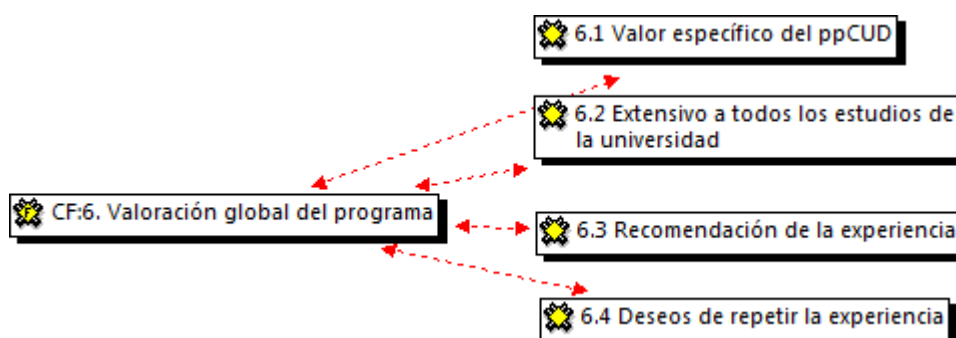 6.1 Valor específico del ppCUD
6.2 Extensivo a todos los estudios de
la universidad
CF:6. Valoración global del programa
6.3 Recomendación de la experiencia
6.4 Deseos de repetir la experiencia